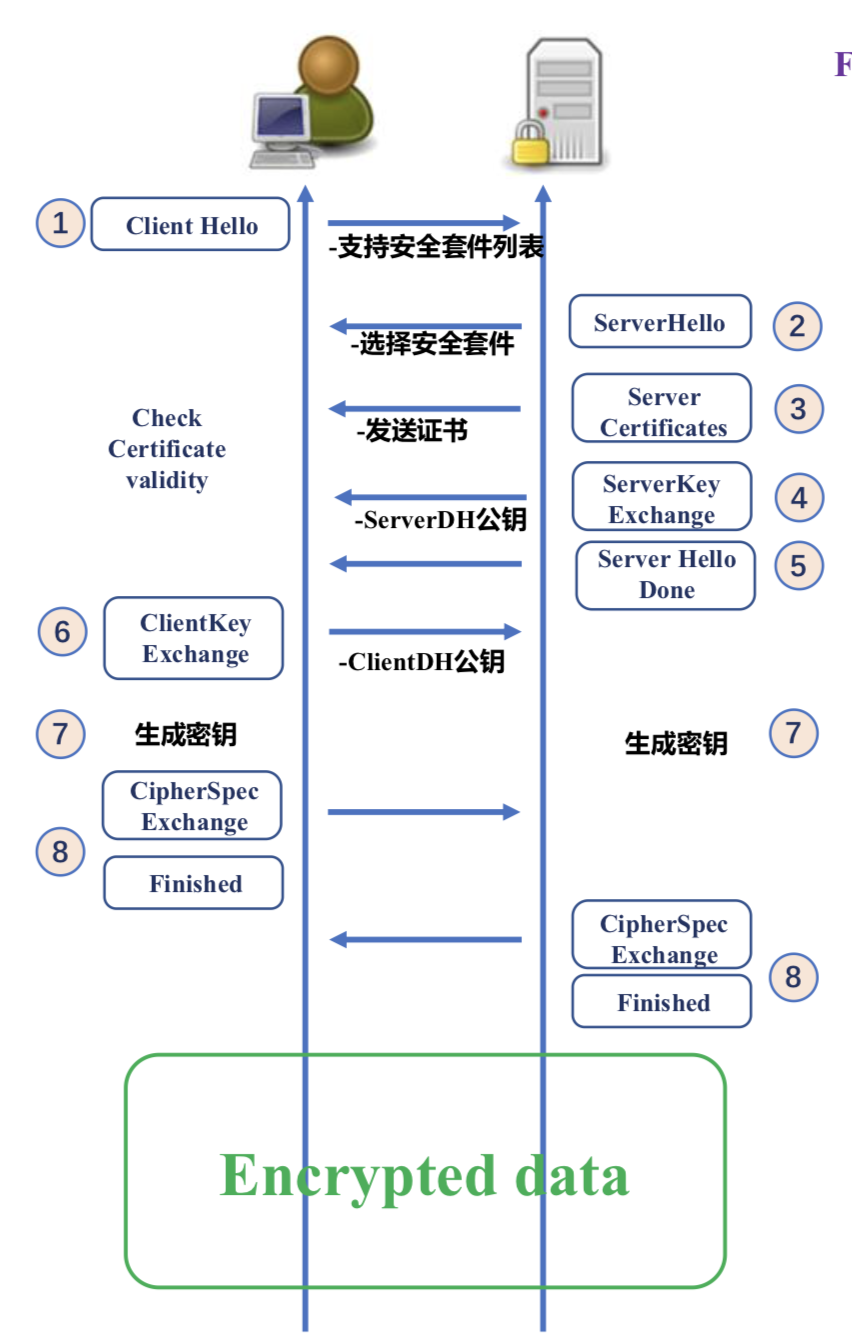 F
1
Client Hello
-支持安全套件列表
ServerHello
2
-选择安全套件
Server
Certificates
3
-发送证书
Check
Certificate
validity
ServerKey
Exchange
4
-ServerDH公钥
Server Hello
Done
5
6
ClientKey
Exchange
-ClientDH公钥
7
生成密钥
生成密钥
7
CipherSpec
Exchange
8
Finished
CipherSpec
Exchange
8
Finished
Encrypted data